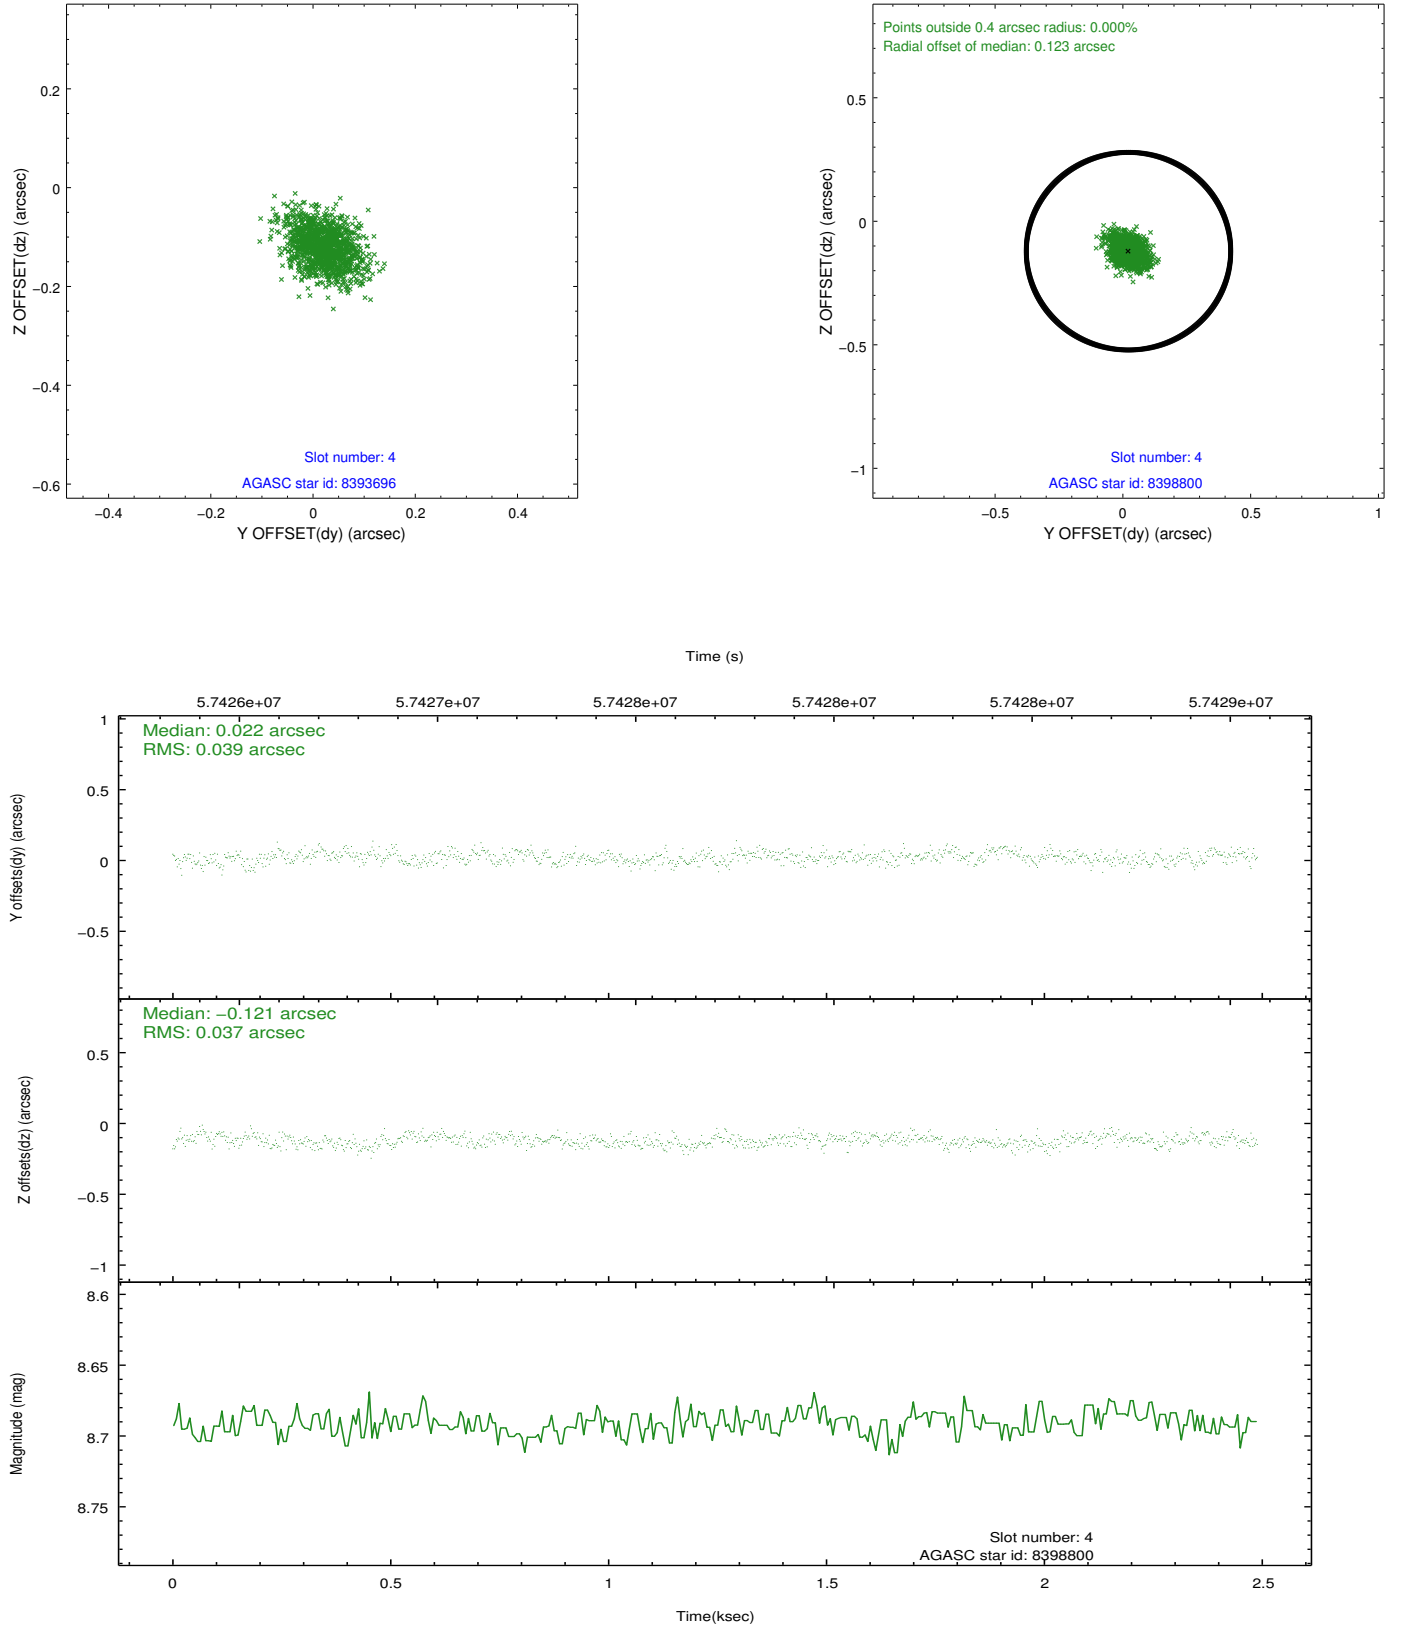 0.2
0
−0.2
−0.4
−0.6
Z OFFSET(dz) (arcsec)
Slot number: 4
AGASC star id: 8393696
−0.4 −0.2 0 0.2 0.4
Y OFFSET(dy) (arcsec)
Points outside 0.4 arcsec radius: 0.000%
Radial offset of median: 0.123 arcsec
0.5
0
−0.5
−1
Z OFFSET(dz) (arcsec)
Slot number: 4
AGASC star id: 8398800
−0.5 0 0.5 1
Y OFFSET(dy) (arcsec)
Time (s)
5.7426e+07 5.7427e+07 5.7428e+07 5.7428e+07 5.7428e+07 5.7429e+07
Median: 0.022 arcsec
RMS: 0.039 arcsec
1
0.5
0
−0.5
Y offsets(dy) (arcsec)
Median: −0.121 arcsec
RMS: 0.037 arcsec
0.5
0
−0.5
−1
Z offsets(dz) (arcsec)
8.6
8.65
8.7
8.75
Magnitude (mag)
Slot number: 4
AGASC star id: 8398800
0 0.5 1 1.5 2 2.5
Time(ksec)